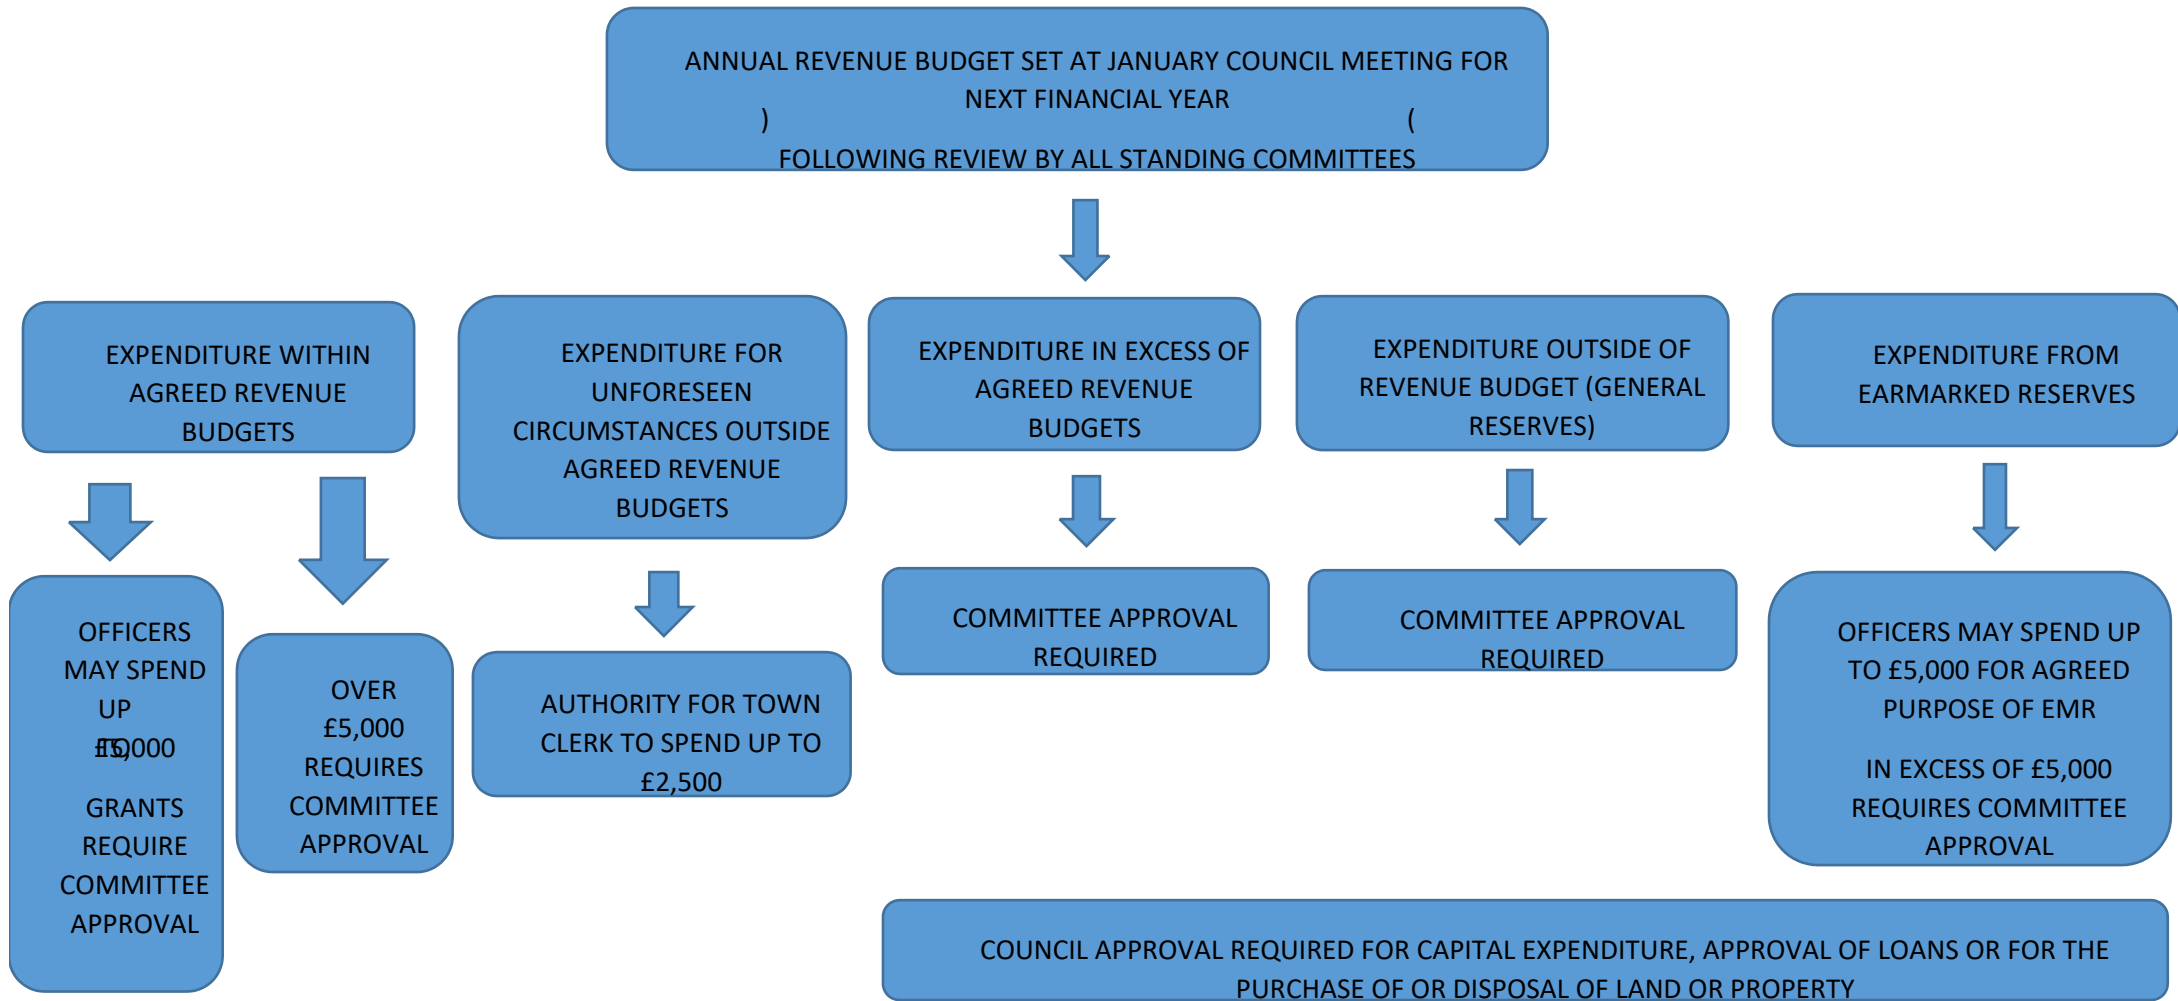 ANNUAL REVENUE BUDGET SET AT JANUARY COUNCIL MEETING FOR
NEXT FINANCIAL YEAR
) (
FOLLOWING REVIEW BY ALL STANDING COMMITTEES
EXPENDITURE WITHIN
AGREED REVENUE
BUDGETS
EXPENDITURE FOR
UNFORESEEN
CIRCUMSTANCES OUTSIDE
AGREED REVENUE
BUDGETS
EXPENDITURE IN EXCESS OF
AGREED REVENUE
BUDGETS
EXPENDITURE OUTSIDE OF
REVENUE BUDGET (GENERAL
RESERVES)
EXPENDITURE FROM
EARMARKED RESERVES
OFFICERS
MAY SPEND
UP
TO
£5,000
GRANTS
REQUIRE
COMMITTEE
APPROVAL
OVER
£5,000
REQUIRES
COMMITTEE
APPROVAL
AUTHORITY FOR TOWN
CLERK TO SPEND UP TO
£2,500
COMMITTEE APPROVAL
REQUIRED
COMMITTEE APPROVAL
REQUIRED
OFFICERS MAY SPEND UP
TO £5,000 FOR AGREED
PURPOSE OF EMR
IN EXCESS OF £5,000
REQUIRES COMMITTEE
APPROVAL
COUNCIL APPROVAL REQUIRED FOR CAPITAL EXPENDITURE, APPROVAL OF LOANS OR FOR THE
PURCHASE OF OR DISPOSAL OF LAND OR PROPERTY